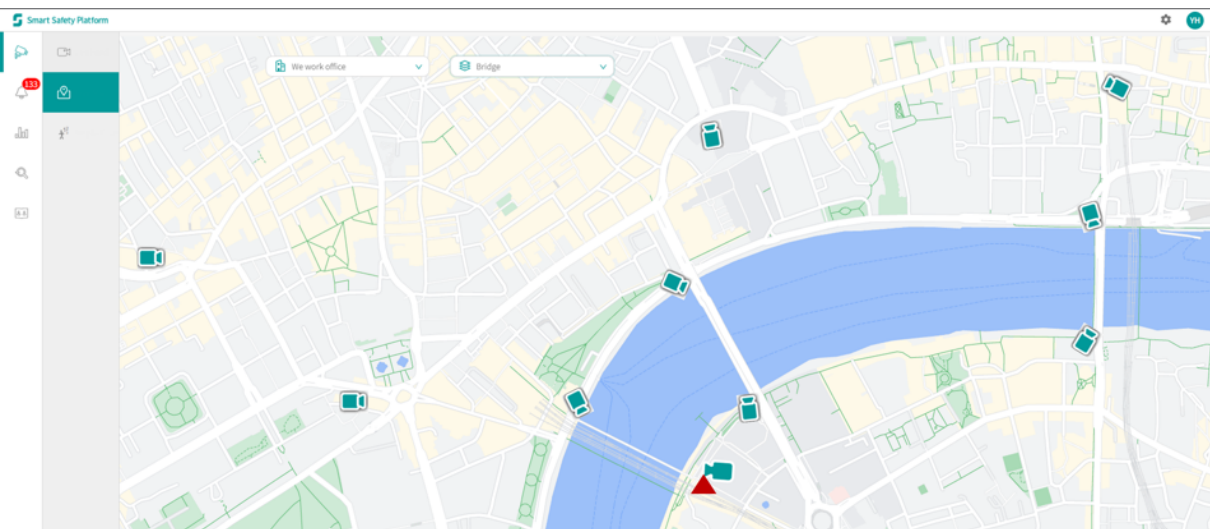 Smart Safety Platform
YH
133
We work office
Bridge
A A